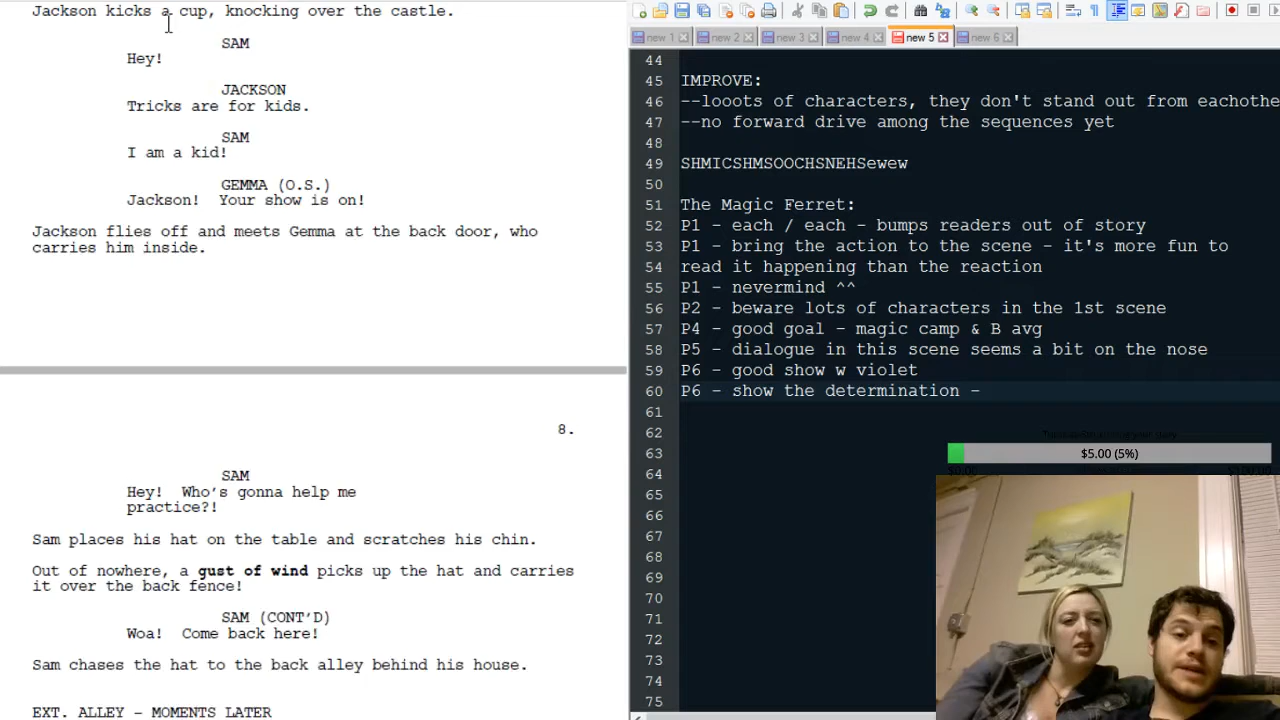 Jackson kicks a cup, knocking over the castle.
SAM
Hey!
JACKSON
Tricks are for kids.
SAM
I am a kid!
GEMMA (O.S.)
Jackson!  Your show is on!
Jackson flies off and meets Gemma at the back door, who
carries him inside.
8.
SAM
Hey!  Who's gonna help me
practice?!
Sam places his hat on the table and scratches his chin.
Out of nowhere, a gust of wind picks up the hat and carries
it over the back fence!
SAM (CONT'D)
Woa!  Come back here!
Sam chases the hat to the back alley behind his house.
EXT. ALLEY - MOMENTS LATER
new 1
new 2
new 3
new 4
new 5
new 6
44
45 IMPROVE:
46 --looots of characters, they don't stand out from eachothe
47 --no forward drive among the sequences yet
48
49 SHMICSHMSOOCHSNEHSewew
50
51 The Magic Ferret:
52 P1 - each / each - bumps readers out of story
53 P1 - bring the action to the scene - it's more fun to
54 read it happening than the reaction
55 P1 - nevermind ^^
56 P2 - beware lots of characters in the 1st scene
57 P4 - good goal - magic camp & B avg
58 P5 - dialogue in this scene seems a bit on the nose
59 P6 - good show w violet
60 P6 - show the determination -
61
62
63
64
65
66
67
68
69
70
71
72
73
74
75
$5.00 (5%)